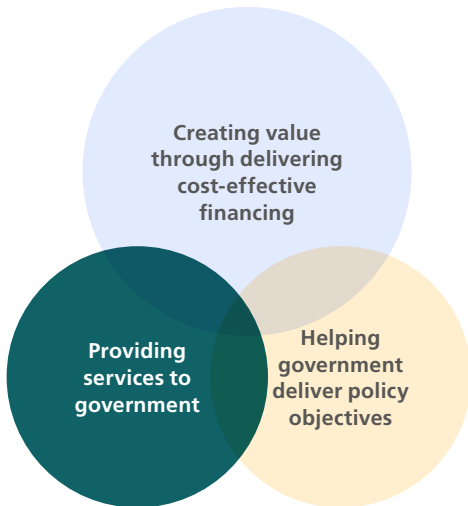 Creating value
through delivering
cost-effective
financing
Providing
services to
government
Helping
government
deliver policy
objectives